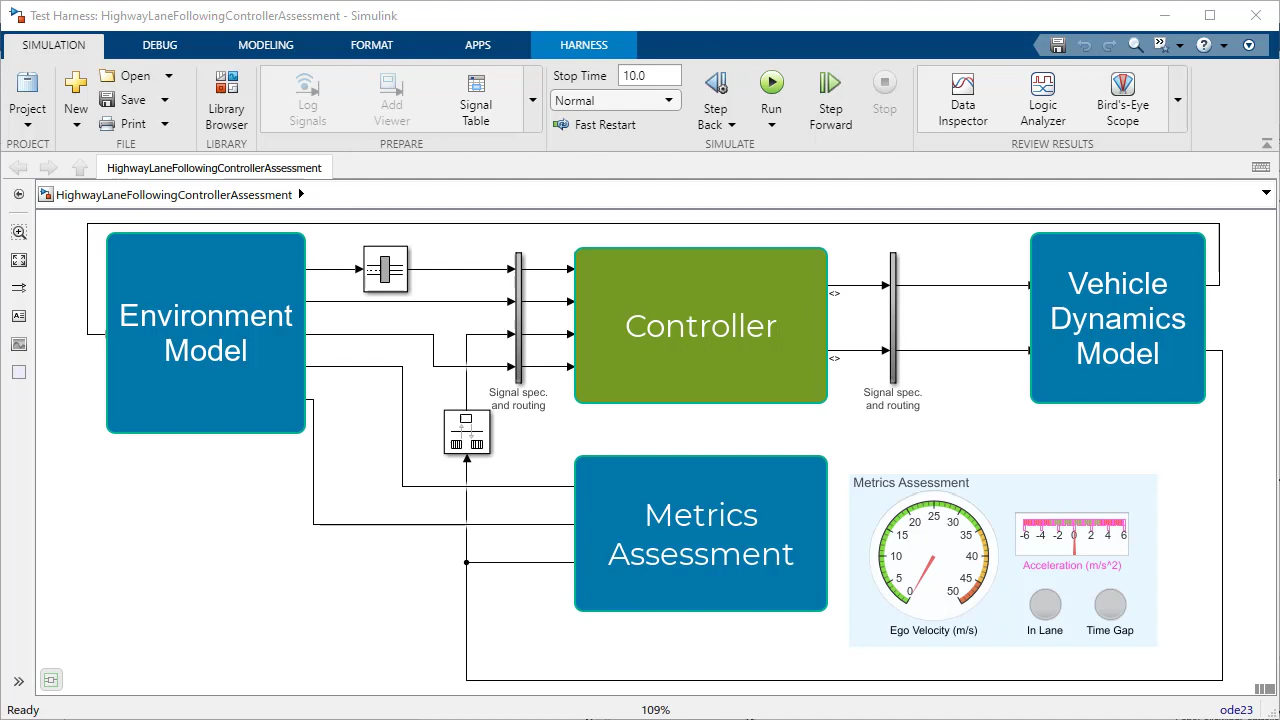 Test Harness: HighwayLaneFollowingControllerAssessment - Simulink
SIMULATION DEBUG MODELING FORMAT APPS HARNESS
Project
PROJECT
New
Open
Save
Print
FILE
Library
Browser
LIBRARY
Log
Signals
Add
Viewer
Signal
Table
PREPARE
Stop Time 10.0
Normal
Fast Restart
Step
Back
Run
Step
Forward
Stop
SIMULATE
Data
Inspector
Logic
Analyzer
Bird's-Eye
Scope
REVIEW RESULTS
HighwayLaneFollowingControllerAssessment
HighwayLaneFollowingControllerAssessment
Environment
Model
Signal spec.
and routing
Controller
<>
<>
Signal spec.
and routing
Vehicle
Dynamics
Model
Metrics
Assessment
Metrics Assessment
0 5 10 15 20 25 30 35 40 45 50
Ego Velocity (m/s)
-6 -4 -2 0 2 4 6
Acceleration (m/s^2)
In Lane
Time Gap
Ready
109%
ode23